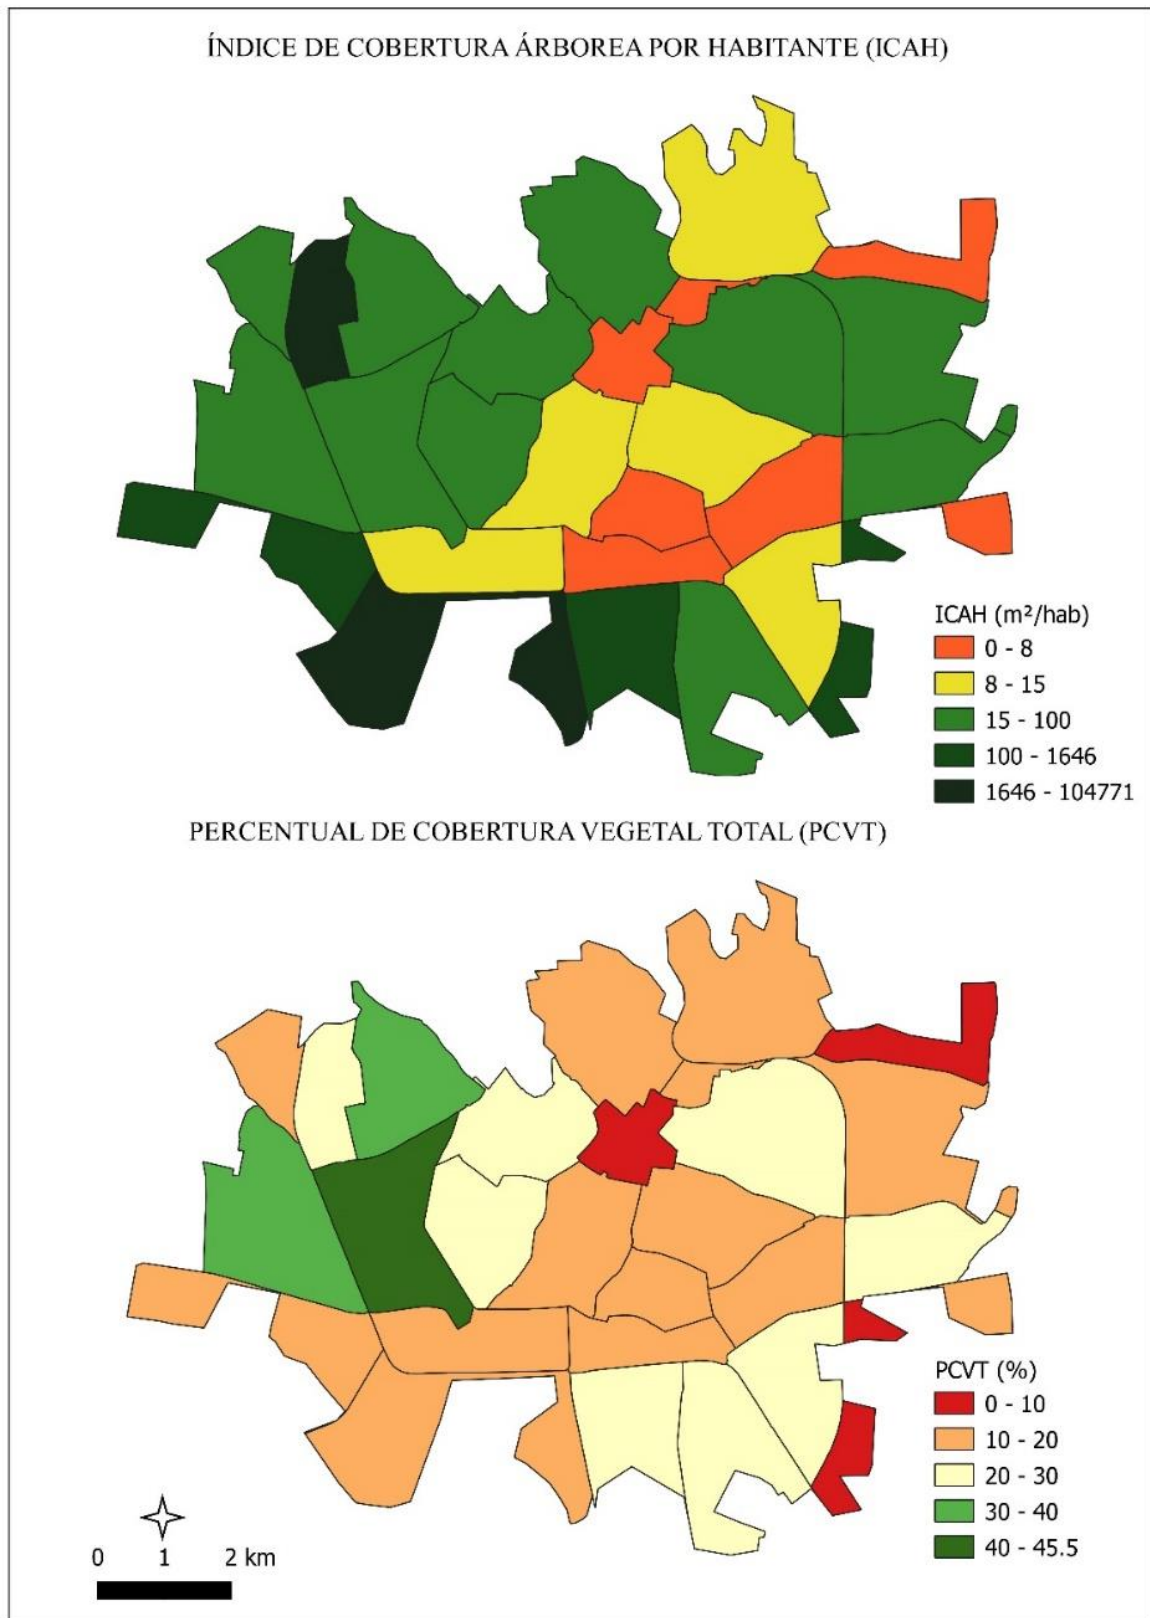 ÍNDICE DE COBERTURA ÁRBOREA POR HABITANTE (ICAH)
ICAH (m²/hab)
0 - 8
8 - 15
15 - 100
100 - 1646
1646 - 104771
PERCENTUAL DE COBERTURA VEGETAL TOTAL (PCVT)
PCVT (%)
0 - 10
10 - 20
20 - 30
30 - 40
40 - 45.5
0 1 2 km